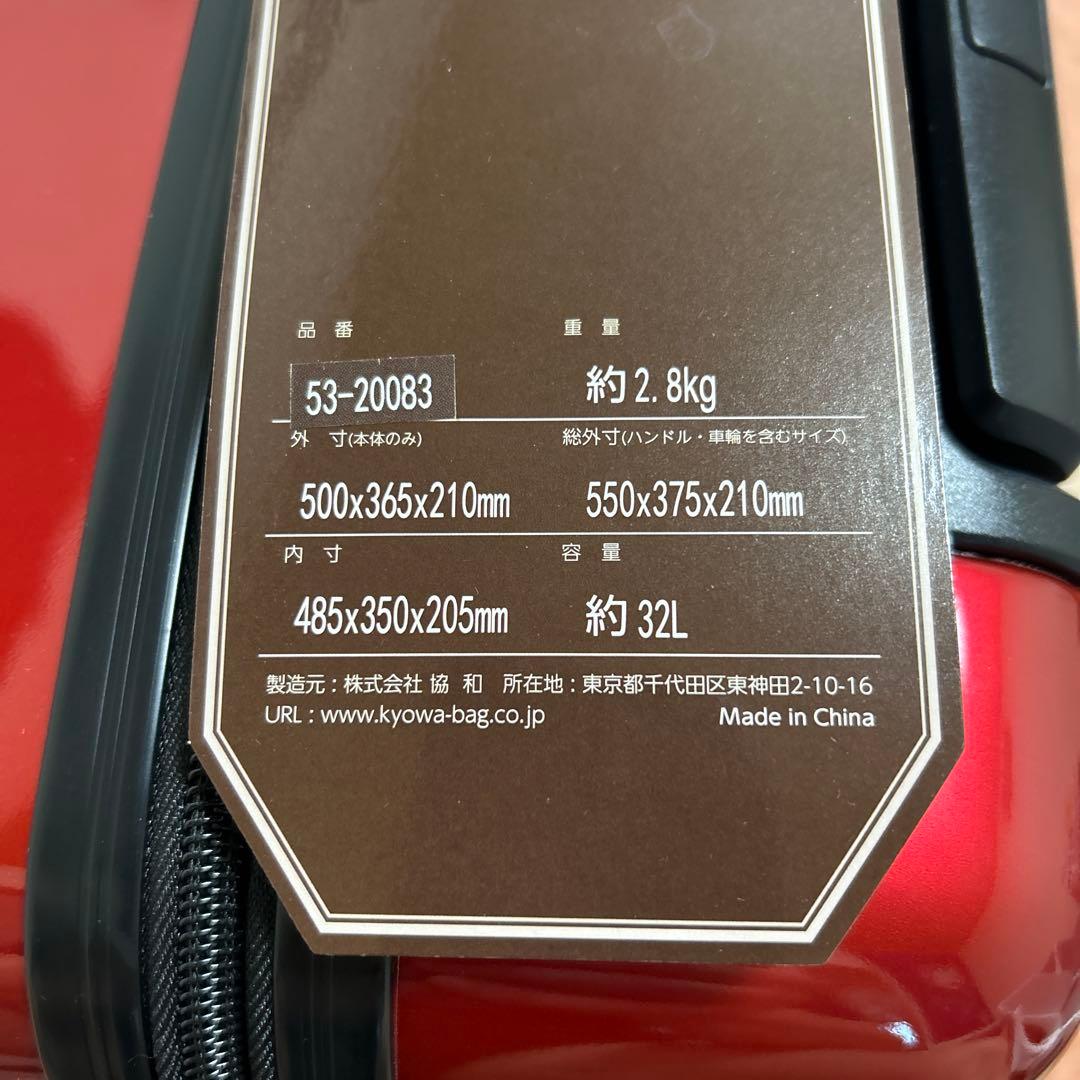 品 番 重 量
53-20083 約2.8kg
外 寸(本体のみ) 総外寸(ハンドル・車輪を含むサイズ)
500x365x210mm 550x375x210mm
内 寸 容 量
485x350x205mm 約32L
製造元:株式会社 協 和 所在地:東京都千代田区東神田2-10-16
URL : www.kyowa-bag.co.jp Made in China